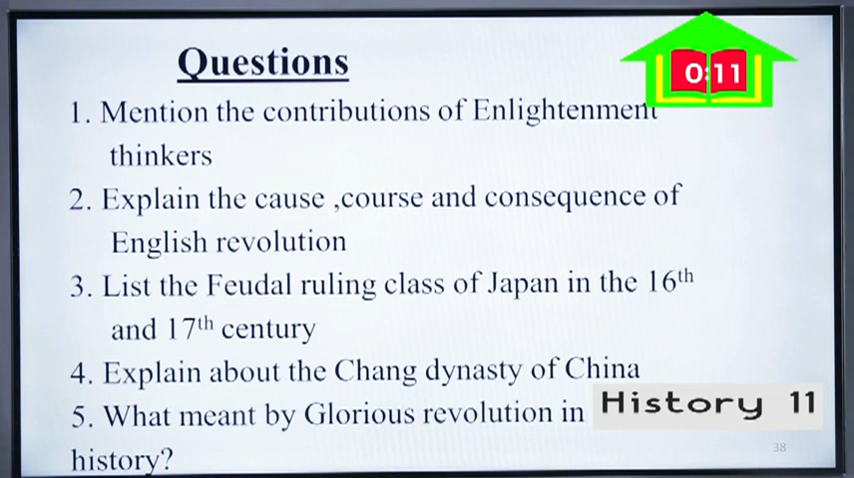 Questions
0:11
1. Mention the contributions of Enlightenment
thinkers
2. Explain the cause ,course and consequence of
English revolution
3. List the Feudal ruling class of Japan in the 16th
and 17th century
4. Explain about the Chang dynasty of China
5. What meant by Glorious revolution in
History 11
history?
38